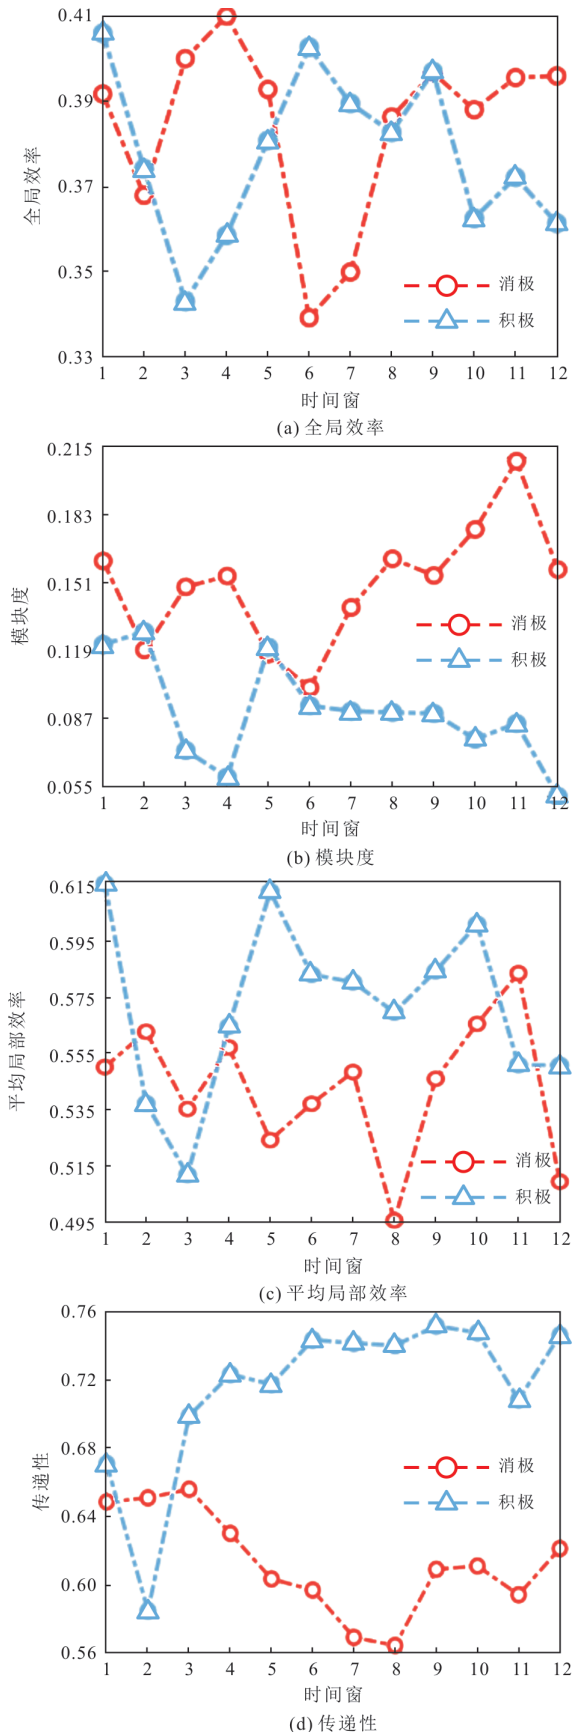 0.41
0.39
0.37
0.35
0.33
全局效率
消极
积极
1 2 3 4 5 6 7 8 9 10 11 12
时间窗
(a) 全局效率
0.215
0.183
0.151
0.119
0.087
0.055
模块度
消极
积极
1 2 3 4 5 6 7 8 9 10 11 12
时间窗
(b) 模块度
0.615
0.595
0.575
0.555
0.535
0.515
0.495
平均局部效率
消极
积极
1 2 3 4 5 6 7 8 9 10 11 12
时间窗
(c) 平均局部效率
0.76
0.72
0.68
0.64
0.60
0.56
传递性
消极
积极
1 2 3 4 5 6 7 8 9 10 11 12
时间窗
(d) 传递性